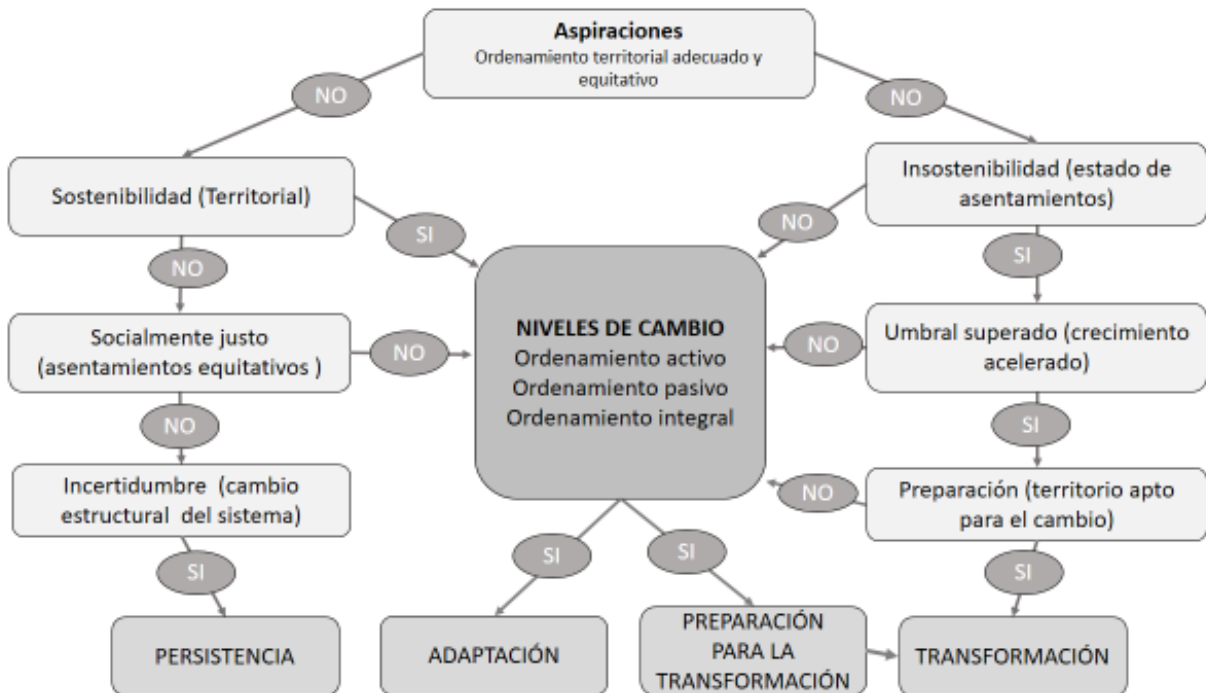 Aspiraciones
Ordenamiento territorial adecuado y
equitativo
NO
NO
Sostenibilidad (Territorial)
Insostenibilidad (estado de
asentamientos)
SI
NO
NO
SI
Socialmente justo
(asentamientos equitativos )
NO
NIVELES DE CAMBIO
Ordenamiento activo
Ordenamiento pasivo
Ordenamiento integral
NO
Umbral superado (crecimiento
acelerado)
NO
SI
Incertidumbre (cambio
estructural del sistema)
NO
Preparación (territorio apto
para el cambio)
SI
SI
SI
SI
PERSISTENCIA
ADAPTACIÓN
PREPARACIÓN
PARA LA
TRANSFORMACIÓN
TRANSFORMACIÓN